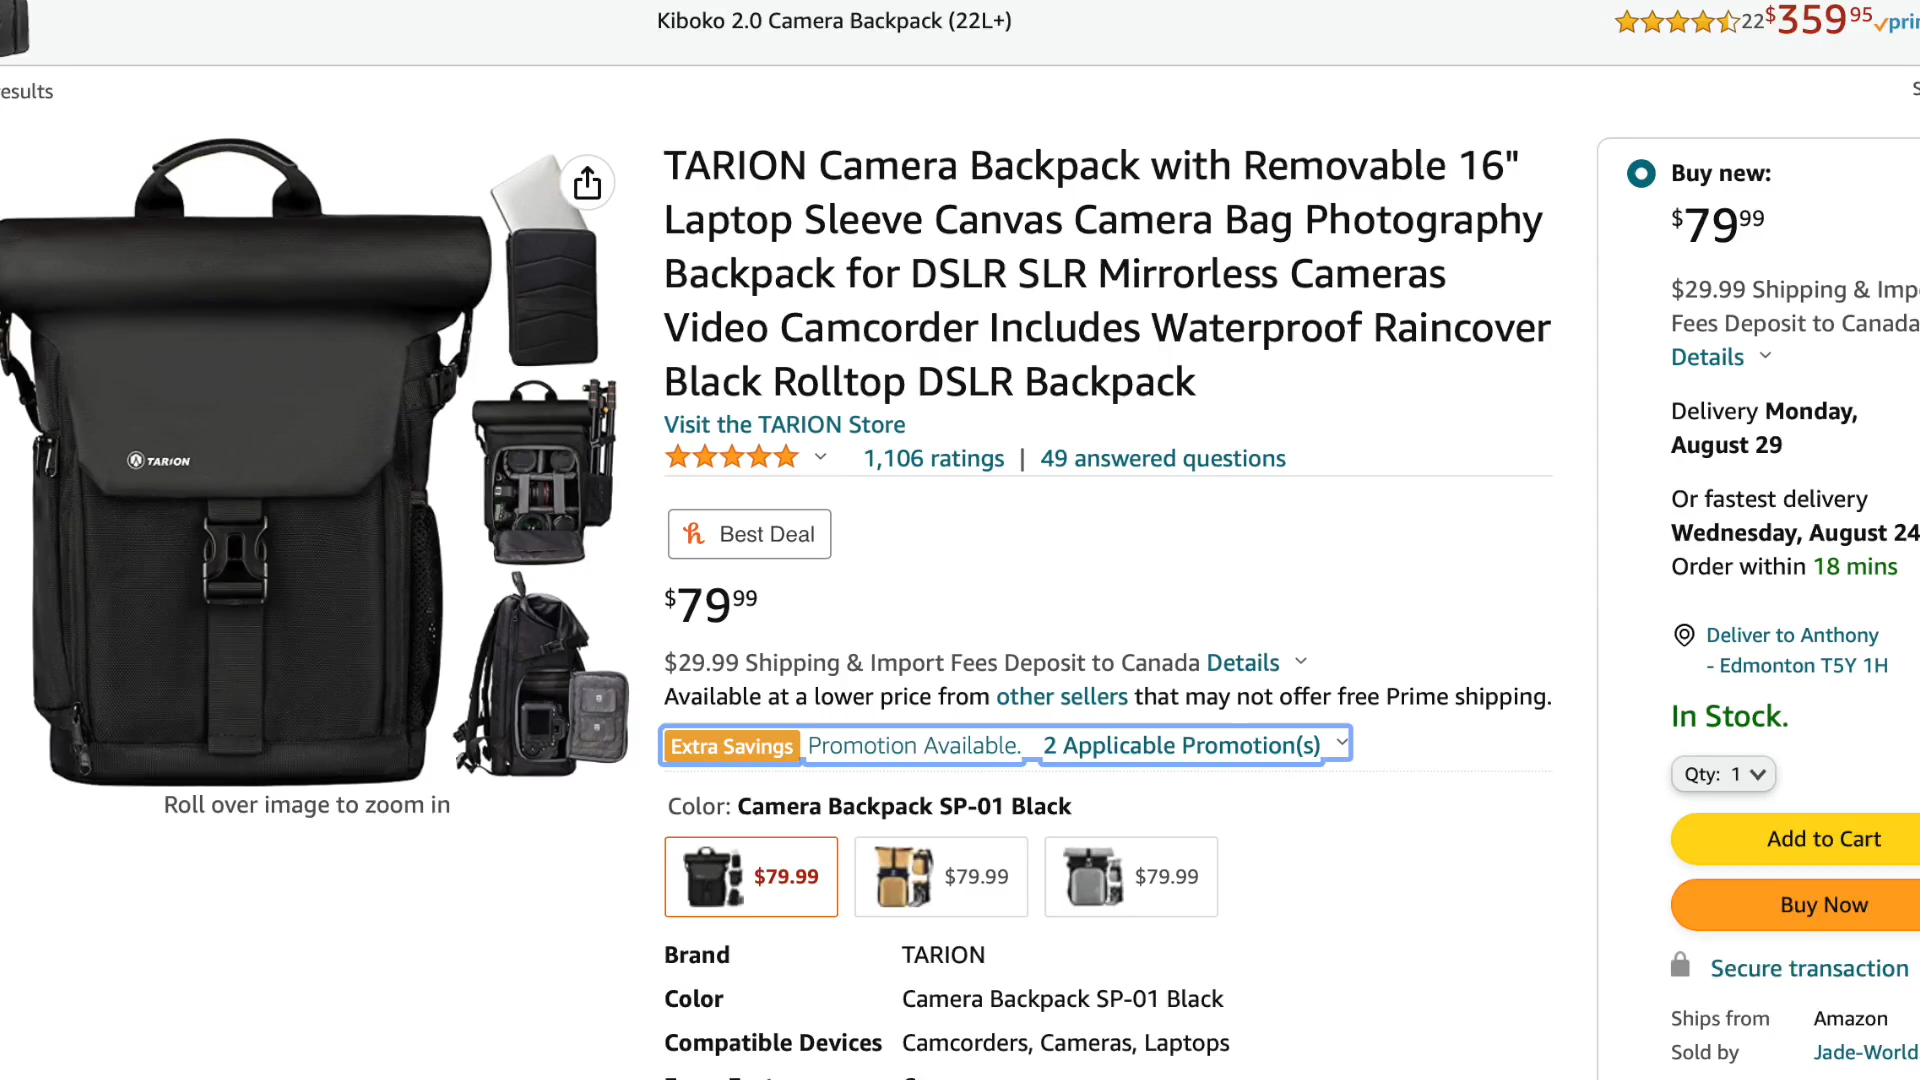 Kiboko 2.0 Camera Backpack (22L+)
22 $359.95
esults
TARION Camera Backpack with Removable 16"
Laptop Sleeve Canvas Camera Bag Photography
Backpack for DSLR SLR Mirrorless Cameras
Video Camcorder Includes Waterproof Raincover
Black Rolltop DSLR Backpack
Visit the TARION Store
1,106 ratings | 49 answered questions
Best Deal
$79.99
$29.99 Shipping & Import Fees Deposit to Canada Details
Available at a lower price from other sellers that may not offer free Prime shipping.
Extra Savings Promotion Available. 2 Applicable Promotion(s)
Color: Camera Backpack SP-01 Black
$79.99 $79.99 $79.99
Brand TARION
Color Camera Backpack SP-01 Black
Compatible Devices Camcorders, Cameras, Laptops
TARION
Roll over image to zoom in
Buy new:
$79.99
$29.99 Shipping & Imp
Fees Deposit to Canada
Details
Delivery Monday,
August 29
Or fastest delivery
Wednesday, August 24
Order within 18 mins
Deliver to Anthony
- Edmonton T5Y 1H
In Stock.
Qty: 1
Add to Cart
Buy Now
Secure transaction
Ships from Amazon
Sold by Jade-World